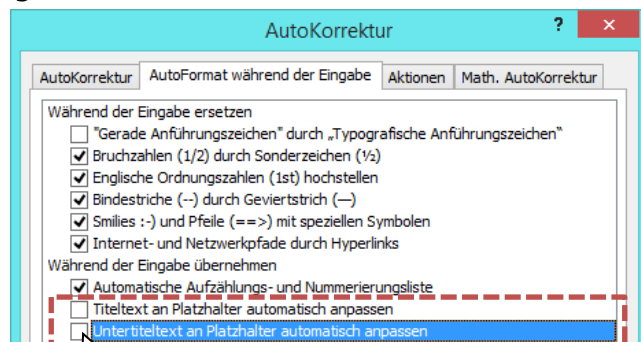 AutoKorrektur ? ×
AutoKorrektur AutoFormat während der Eingabe Aktionen Math. AutoKorrektur
Während der Eingabe ersetzen
"Gerade Anführungszeichen" durch „Typografische Anführungszeichen“
Bruchzahlen (1/2) durch Sonderzeichen (½)
Englische Ordnungszahlen (1st) hochstellen
Bindestriche (--) durch Geviertstrich (—)
Smilies :-) und Pfeile (==>) mit speziellen Symbolen
Internet- und Netzwerkpfade durch Hyperlinks
Während der Eingabe übernehmen
Automatische Aufzählungs- und Nummerierungsliste
Titeltext an Platzhalter automatisch anpassen
Untertiteltext an Platzhalter automatisch anpassen